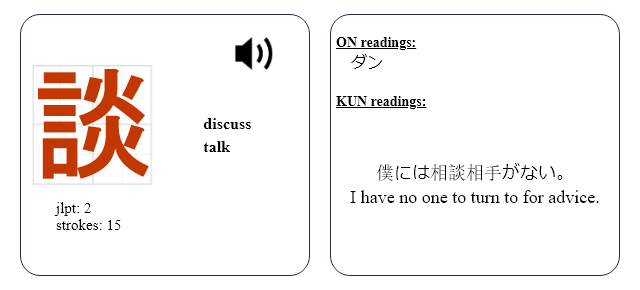 談
discuss
talk
jlpt: 2
strokes: 15
ON readings:
ダン
KUN readings:
僕には相談相手がない。
I have no one to turn to for advice.